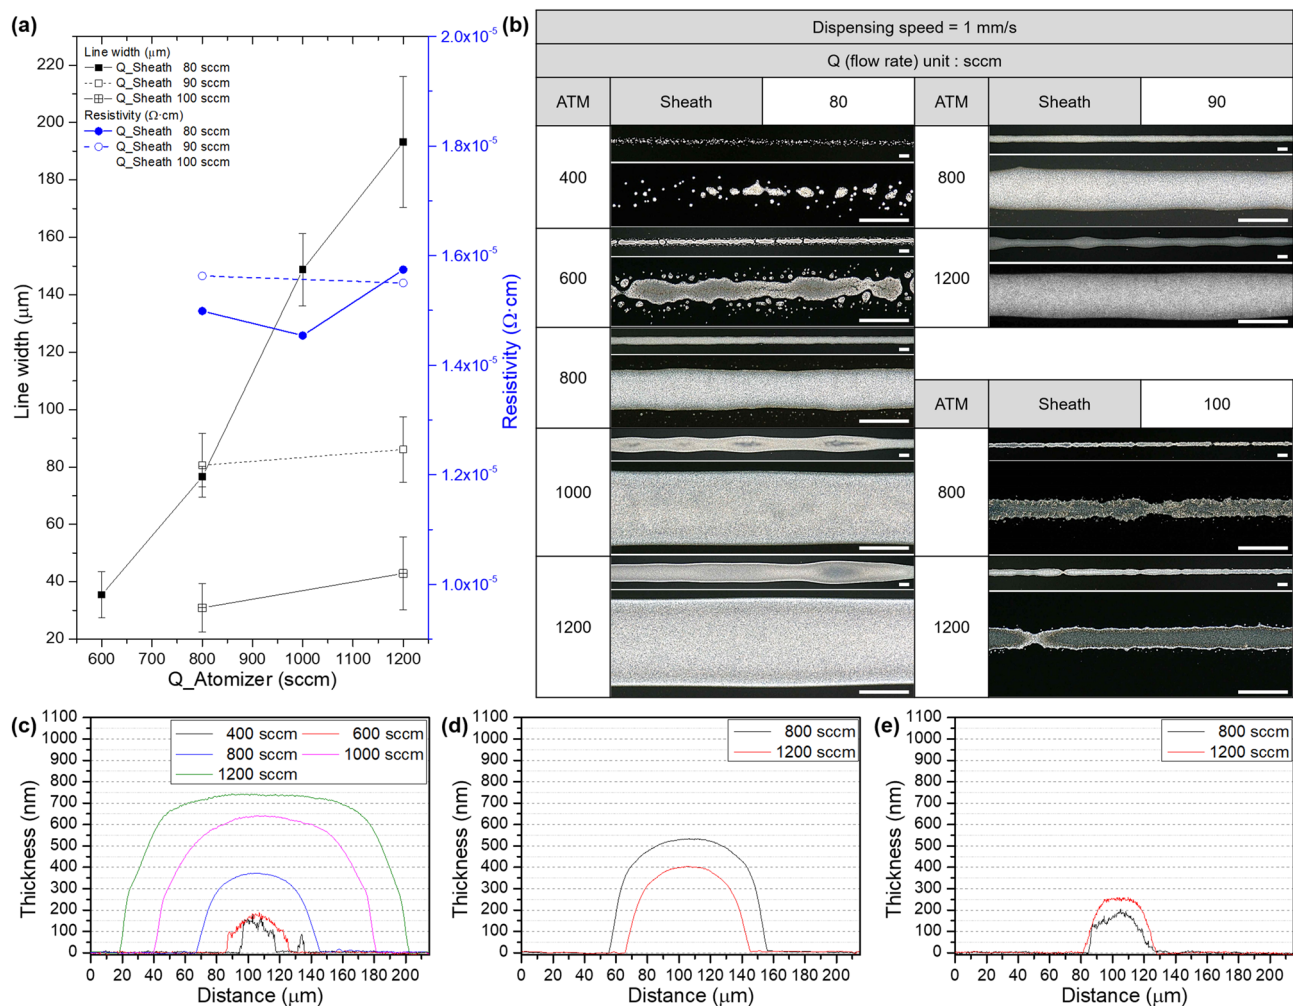 (a)
Line width (μm)
Q_Sheath 80 sccm
Q_Sheath 90 sccm
Q_Sheath 100 sccm
Resistivity (Ω·cm)
Q_Sheath 80 sccm
Q_Sheath 90 sccm
Q_Sheath 100 sccm
220
200
180
160
140
120
100
80
60
40
20
Line width (μm)
600 700 800 900 1000 1100 1200
Q_Atomizer (sccm)
2.0x10⁻⁵
1.8x10⁻⁵
1.6x10⁻⁵
1.4x10⁻⁵
1.2x10⁻⁵
1.0x10⁻⁵
Resistivity (Ω·cm)
(b)
Dispensing speed = 1 mm/s
Q (flow rate) unit : sccm
ATM Sheath 80
400
600
800
1000
1200
ATM Sheath 90
800
1200
ATM Sheath 100
800
1200
(c)
1100
1000
900
800
700
600
500
400
300
200
100
0
Thickness (nm)
400 sccm 600 sccm
800 sccm 1000 sccm
1200 sccm
0 20 40 60 80 100 120 140 160 180 200
Distance (μm)
(d)
1100
1000
900
800
700
600
500
400
300
200
100
0
Thickness (nm)
800 sccm
1200 sccm
0 20 40 60 80 100 120 140 160 180 200
Distance (μm)
(e)
1100
1000
900
800
700
600
500
400
300
200
100
0
Thickness (nm)
800 sccm
1200 sccm
0 20 40 60 80 100 120 140 160 180 200
Distance (μm)